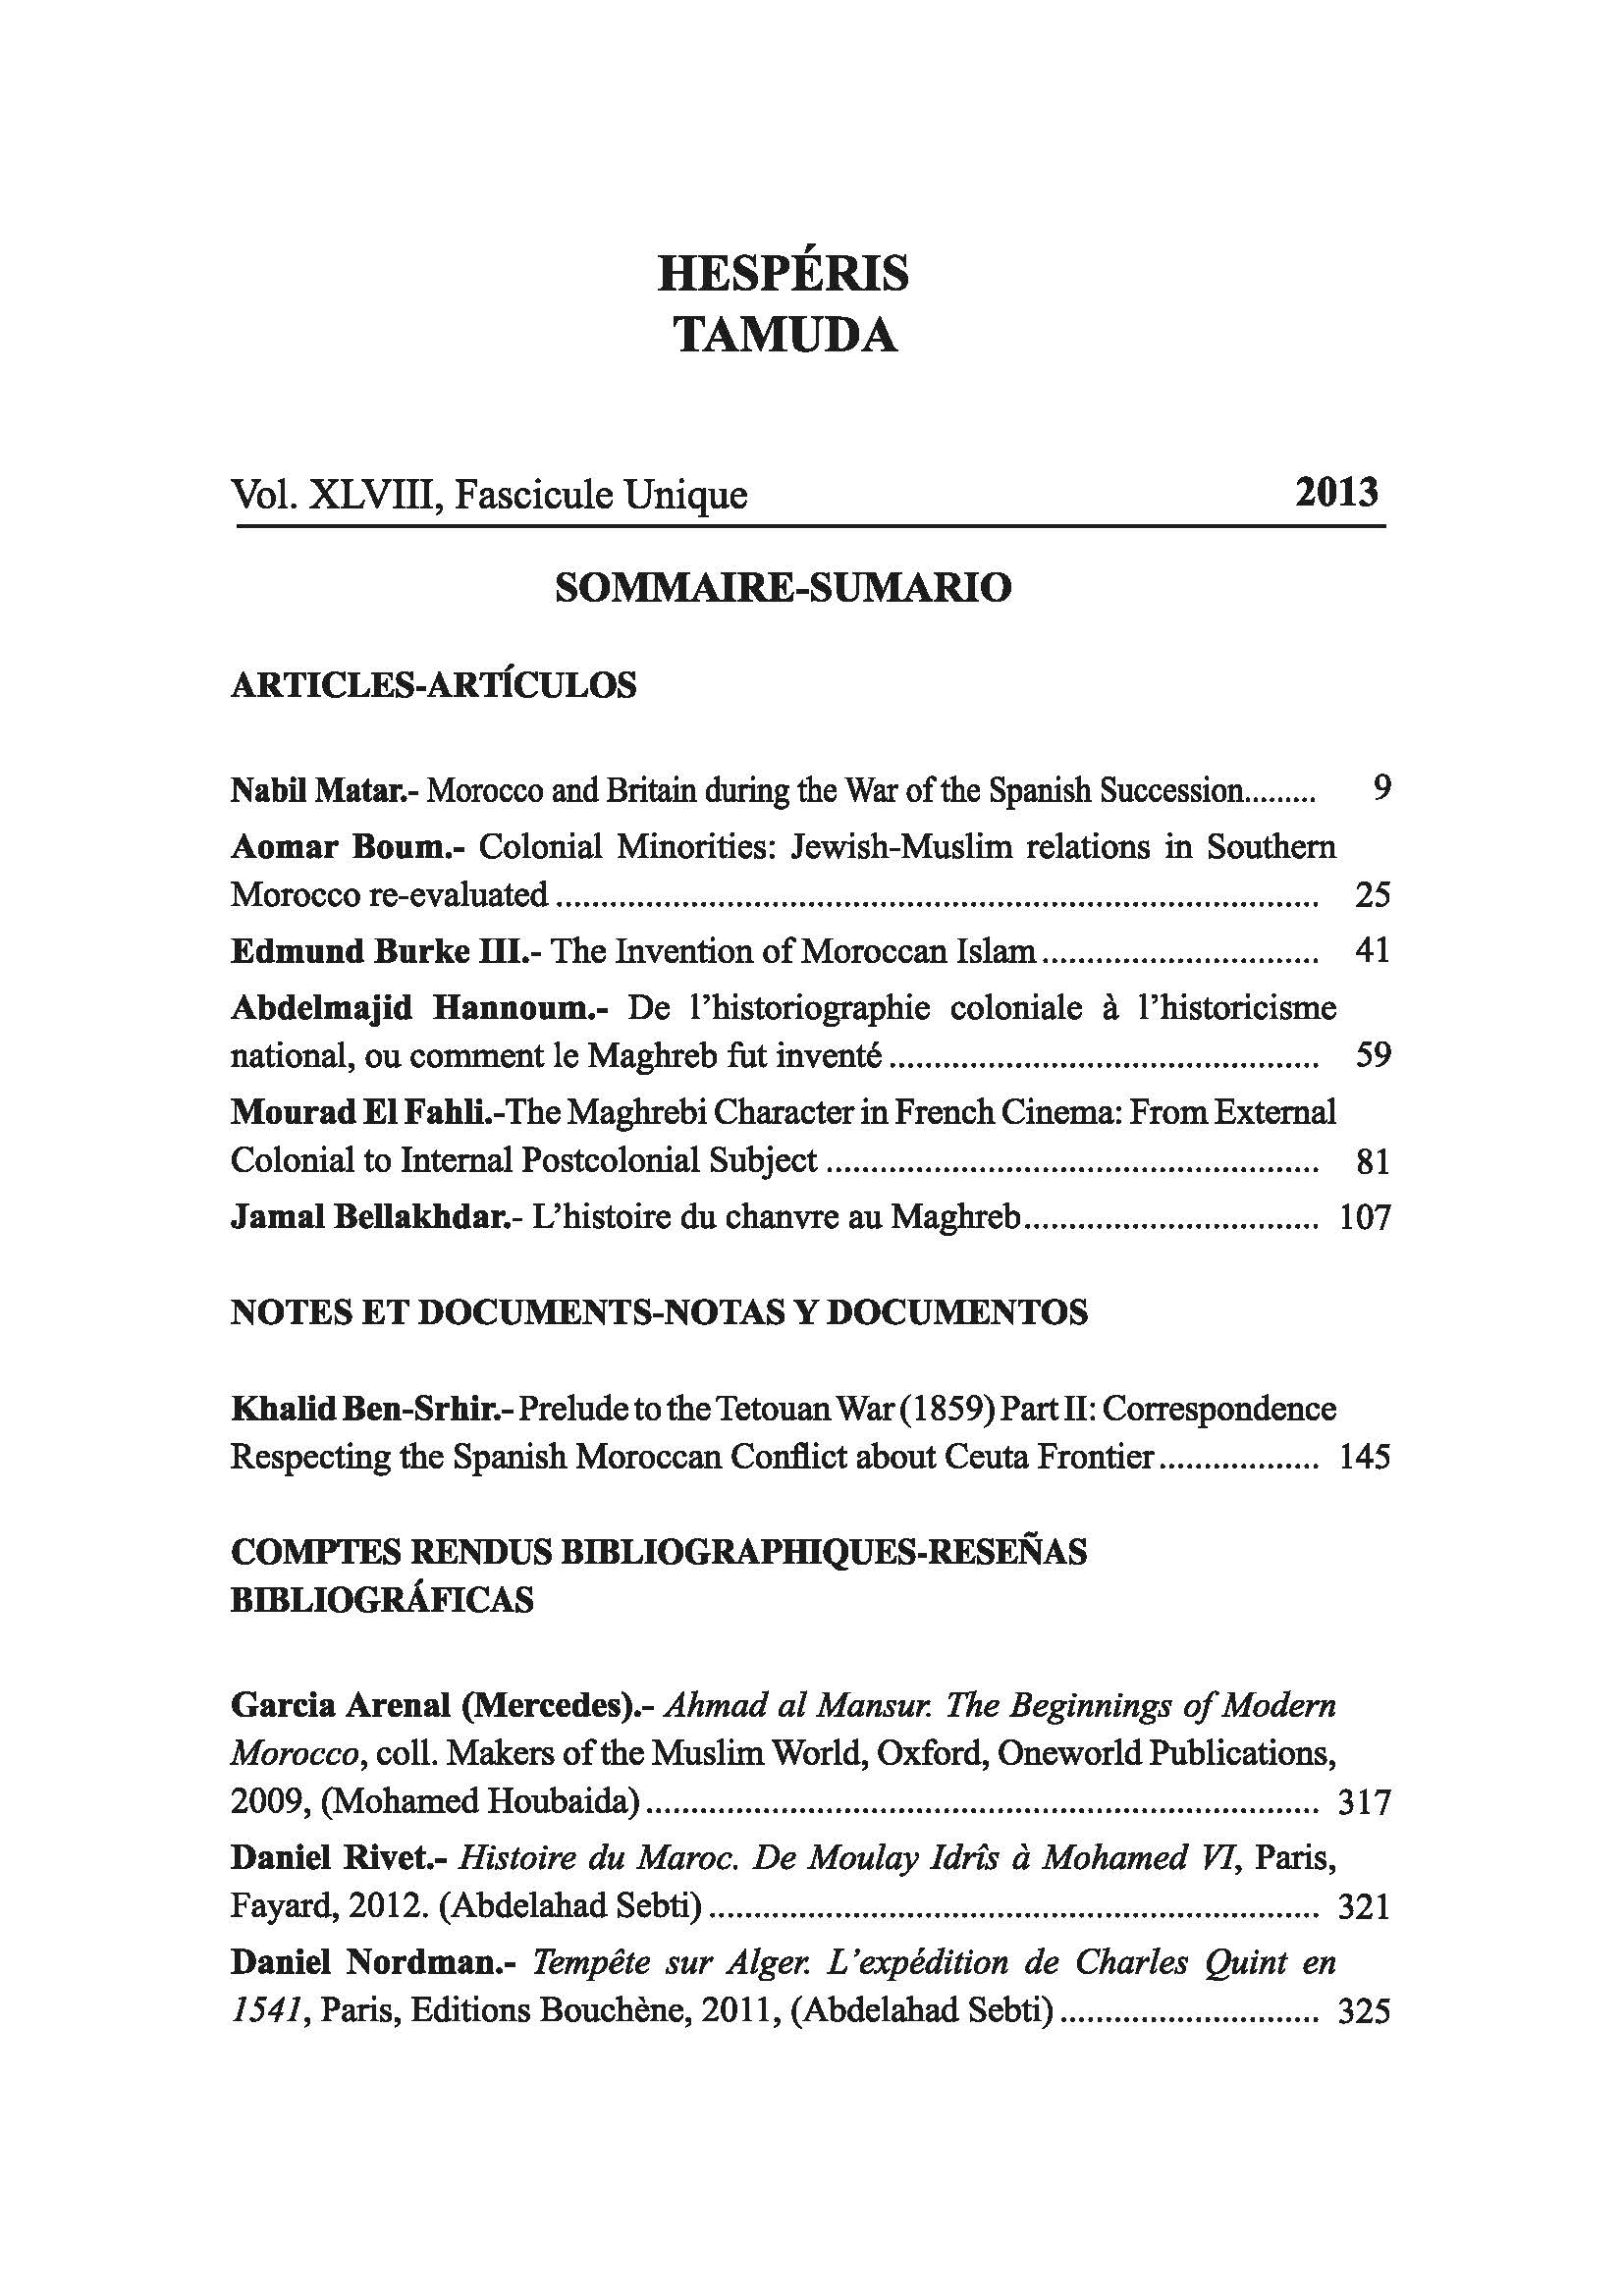 HESPÉRIS
TAMUDA
Vol. XLVIII, Fascicule Unique 2013
SOMMAIRE-SUMARIO
ARTICLES-ARTÍCULOS
Nabil Matar.- Morocco and Britain during the War of the Spanish Succession......... 9
Aomar Boum.- Colonial Minorities: Jewish-Muslim relations in Southern
Morocco re-evaluated ..................................................................................... 25
Edmund Burke III.- The Invention of Moroccan Islam ............................... 41
Abdelmajid Hannoum.- De l’historiographie coloniale à l’historicisme
national, ou comment le Maghreb fut inventé ................................................ 59
Mourad El Fahli.-The Maghrebi Character in French Cinema: From External
Colonial to Internal Postcolonial Subject ....................................................... 81
Jamal Bellakhdar.- L’histoire du chanvre au Maghreb................................. 107
NOTES ET DOCUMENTS-NOTAS Y DOCUMENTOS
Khalid Ben-Srhir.- Prelude to the Tetouan War (1859) Part II: Correspondence
Respecting the Spanish Moroccan Conflict about Ceuta Frontier .................. 145
COMPTES RENDUS BIBLIOGRAPHIQUES-RESEÑAS
BIBLIOGRÁFICAS
Garcia Arenal (Mercedes).- Ahmad al Mansur. The Beginnings of Modern
Morocco, coll. Makers of the Muslim World, Oxford, Oneworld Publications,
2009, (Mohamed Houbaida) ........................................................................... 317
Daniel Rivet.- Histoire du Maroc. De Moulay Idrîs à Mohamed VI, Paris,
Fayard, 2012. (Abdelahad Sebti) .................................................................... 321
Daniel Nordman.- Tempête sur Alger. L’expédition de Charles Quint en
1541, Paris, Editions Bouchène, 2011, (Abdelahad Sebti) ............................. 325